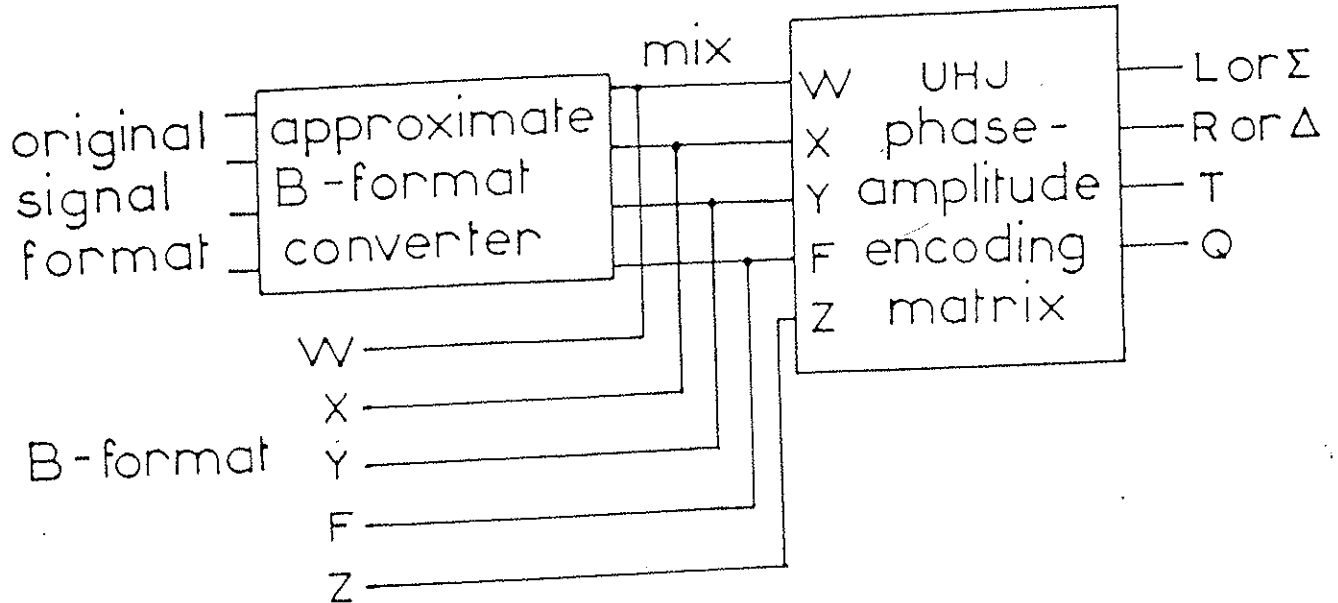 mix
original
signal
format
approximate
B-format
converter
W
X
Y
F
Z
UHJ
phase-
amplitude
encoding
matrix
L or Σ
R or Δ
T
Q
B-format
W
X
Y
F
Z